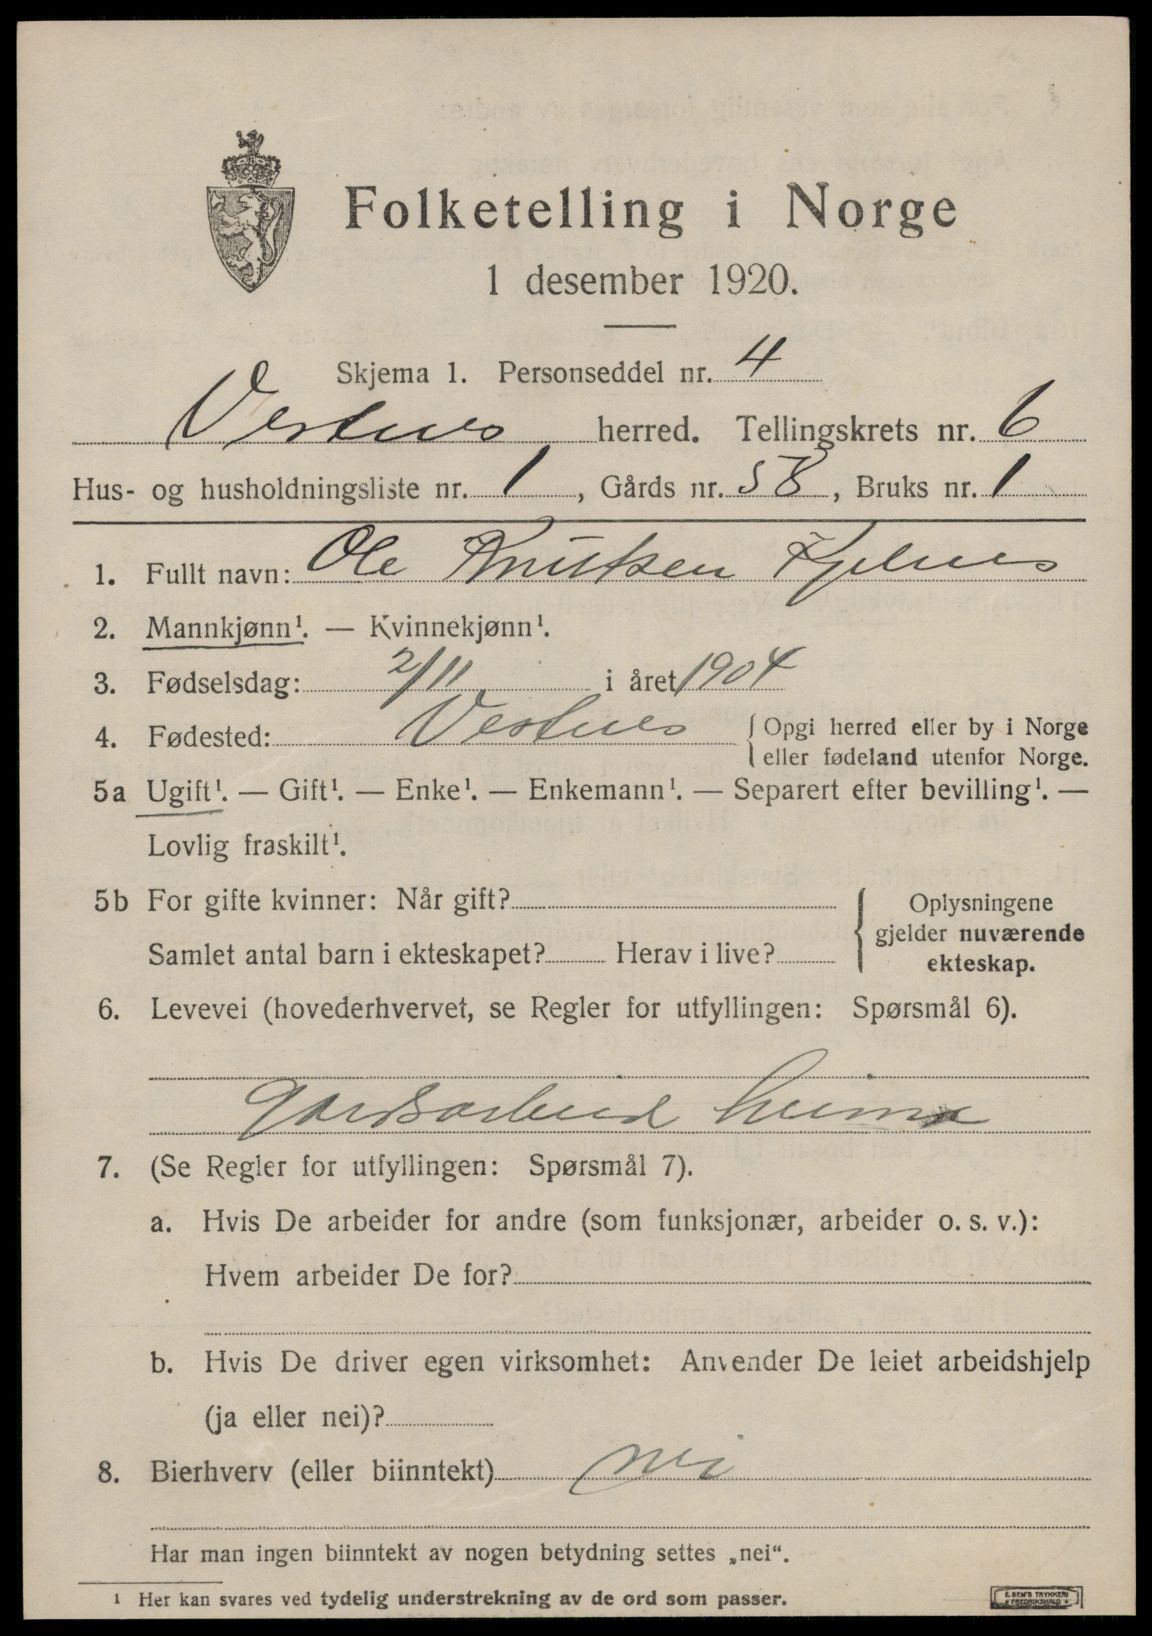 Folketelling i Norge
1 desember 1920.
Skjema 1. Personseddel nr. 4
Vestnes herred. Tellingskrets nr. 6
Hus- og husholdningsliste nr. 1, Gårds nr. 58, Bruks nr. 1
1. Fullt navn: Ole Knutsen Kjelnes
2. Mannkjønn¹. — Kvinnekjønn¹.
3. Fødselsdag: 2/11 i året 1904
4. Fødested: Vestnes {Opgi herred eller by i Norge
eller fødeland utenfor Norge.
5a Ugift¹. — Gift¹. — Enke¹. — Enkemann¹. — Separert efter bevilling¹. —
Lovlig fraskilt¹.
5b For gifte kvinner: Når gift? { Oplysningene
Samlet antal barn i ekteskapet? Herav i live? gjelder nuværende
ekteskap.
6. Levevei (hovederhvervet, se Regler for utfyllingen: Spørsmål 6).
Gardsarbeid heime
7. (Se Regler for utfyllingen: Spørsmål 7).
a. Hvis De arbeider for andre (som funksjonær, arbeider o. s. v.):
Hvem arbeider De for?
b. Hvis De driver egen virksomhet: Anvender De leiet arbeidshjelp
(ja eller nei)?
8. Bierhverv (eller biinntekt) nei
Har man ingen biinntekt av nogen betydning settes „nei“.
¹ Her kan svares ved tydelig understrekning av de ord som passer.
E. SEM'S TRYKKERI
FREDRIKSHALD